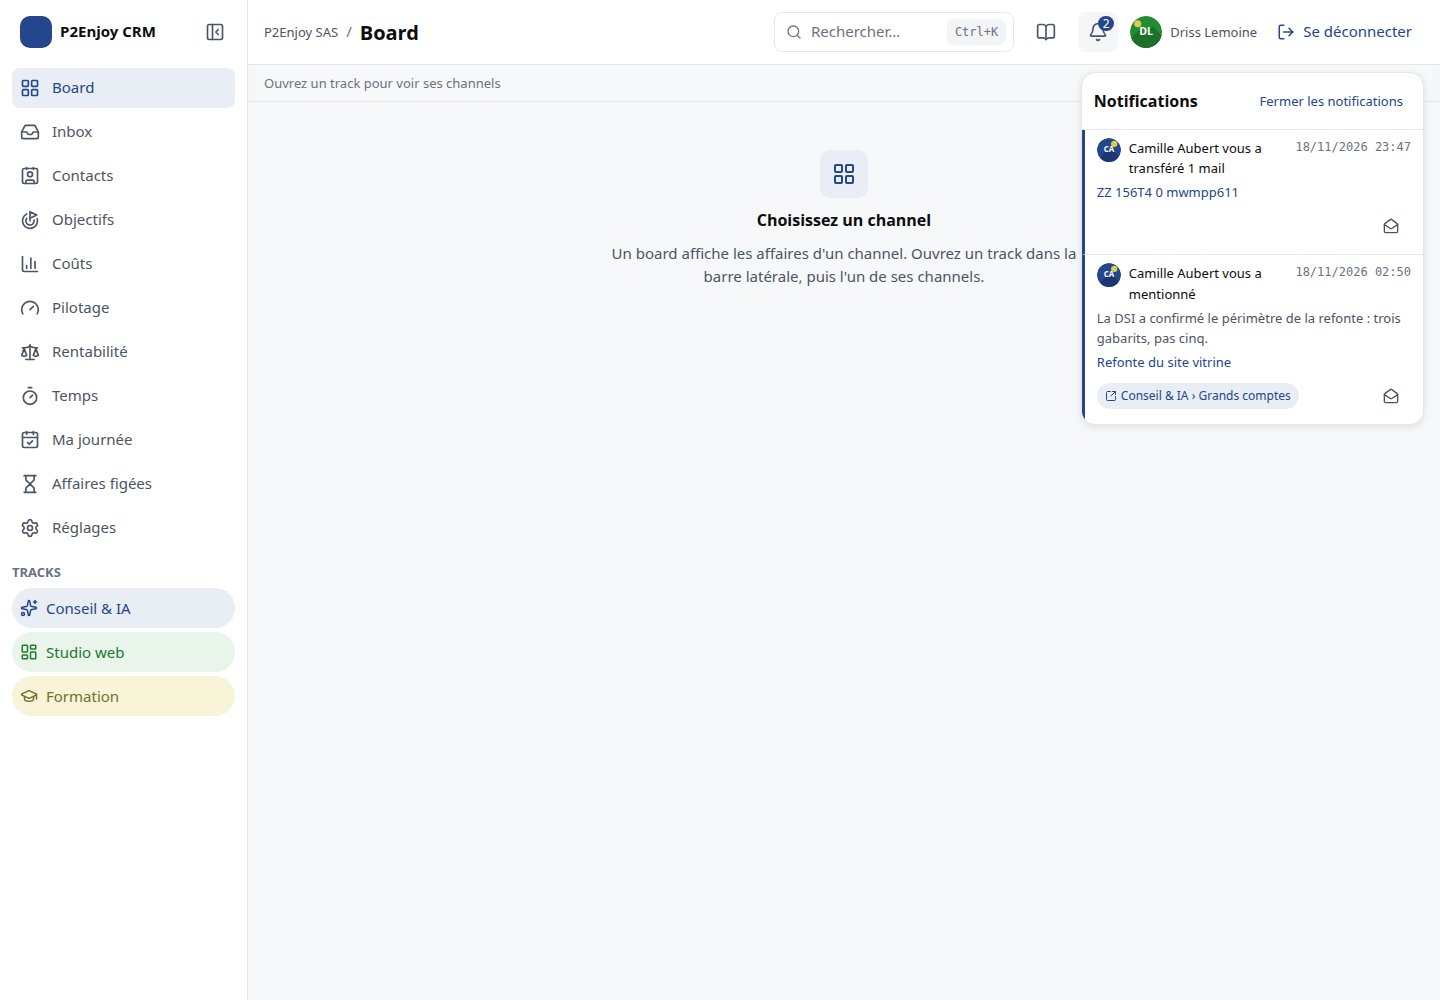 P2Enjoy CRM
Board
Inbox
Contacts
Objectifs
Coûts
Pilotage
Rentabilité
Temps
Ma journée
Affaires figées
Réglages
TRACKS
Conseil & IA
Studio web
Formation
P2Enjoy SAS / Board
Rechercher...
Ctrl+K
2
DL
Driss Lemoine
Se déconnecter
Ouvrez un track pour voir ses channels
Choisissez un channel
Un board affiche les affaires d'un channel. Ouvrez un track dans la
barre latérale, puis l'un de ses channels.
Notifications
Fermer les notifications
CA
Camille Aubert vous a
transféré 1 mail
18/11/2026 23:47
ZZ 156T4 0 mwmpp611
CA
Camille Aubert vous a
mentionné
18/11/2026 02:50
La DSI a confirmé le périmètre de la refonte : trois
gabarits, pas cinq.
Refonte du site vitrine
Conseil & IA › Grands comptes